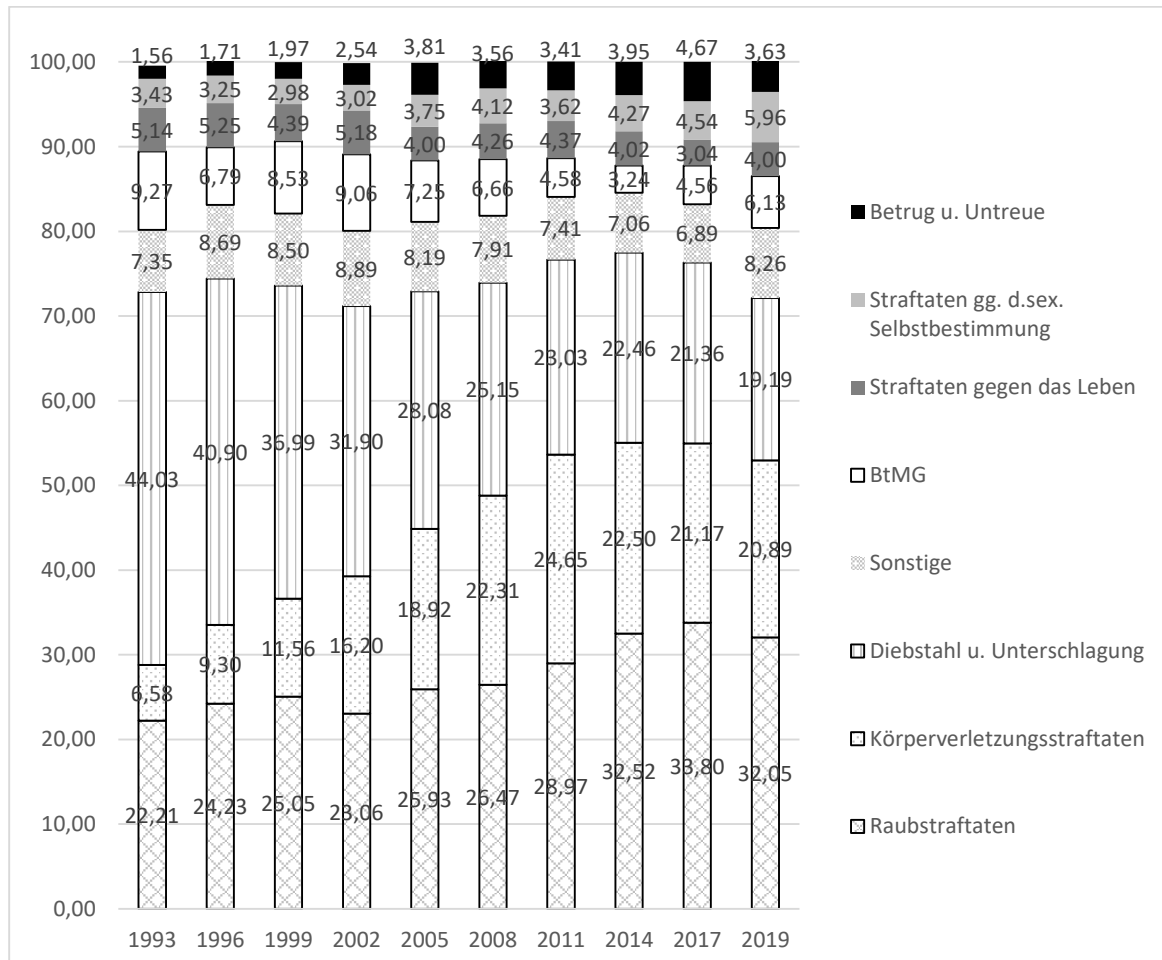 1,56 1,71 1,97 2,54 3,81 3,56 3,41 3,95 4,67 3,63
100,00
3,43 3,25 2,98 3,02 3,75 4,12 3,62 4,27 4,54 5,96
5,14 5,25 4,39 5,18 4,00 4,26 4,37 4,02 3,04 4,00
90,00
9,27 6,79 8,53 9,06 7,25 6,66 4,58 3,24 4,56 6,13
80,00
7,35 8,69 8,50 8,89 8,19 7,91 7,41 7,06 6,89 8,26
70,00
60,00
44,03 40,90 36,99 31,90 28,08 25,15 23,03 22,46 21,36 19,19
50,00
40,00
6,58 9,30 11,56 16,20 18,92 22,31 24,65 22,50 21,17 20,89
30,00
20,00
22,21 24,23 25,05 23,06 25,93 26,47 28,97 32,52 33,80 32,05
10,00
0,00
1993 1996 1999 2002 2005 2008 2011 2014 2017 2019
Betrug u. Untreue
Straftaten gg. d.sex.
Selbstbestimmung
Straftaten gegen das Leben
BtMG
Sonstige
Diebstahl u. Unterschlagung
Körperverletzungsstraftaten
Raubstraftaten